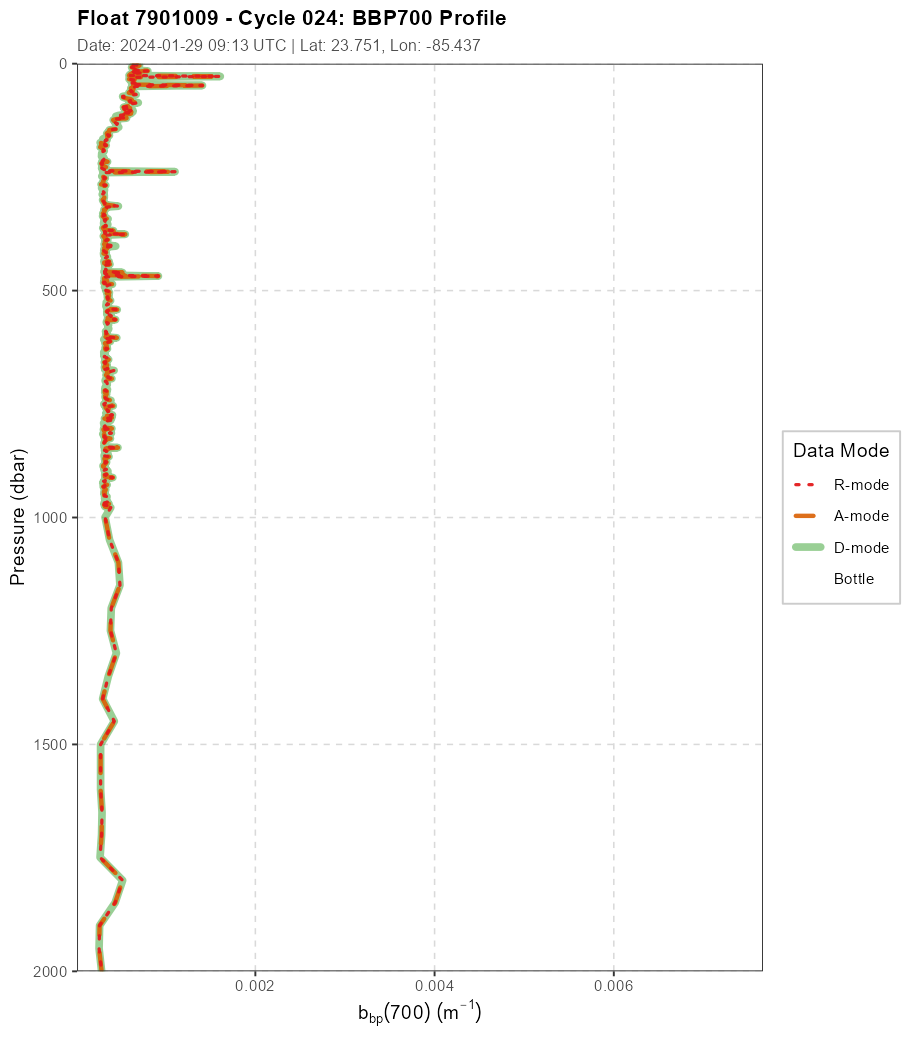 Float 7901009 - Cycle 024: BBP700 Profile
Date: 2024-01-29 09:13 UTC | Lat: 23.751, Lon: -85.437
0
500
1000
1500
2000
Pressure (dbar)
0.002 0.004 0.006
bbp(700) (m⁻¹)
Data Mode
R-mode
A-mode
D-mode
Bottle